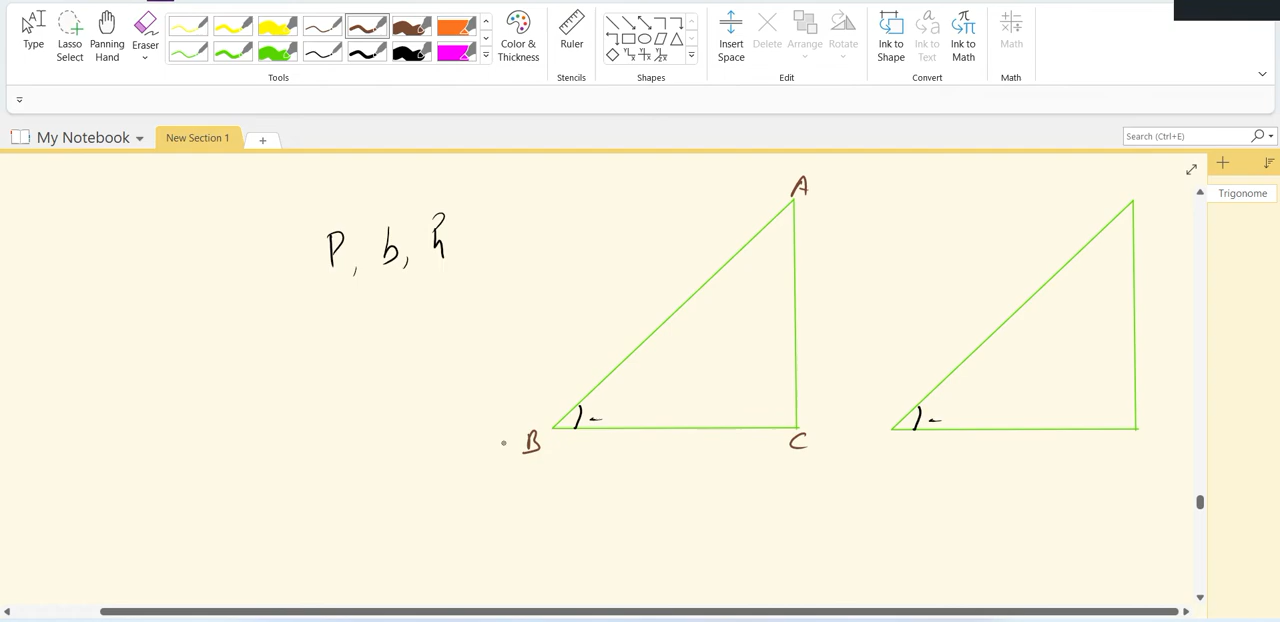 Type
Lasso Select
Panning Hand
Eraser
Color & Thickness
Ruler
Insert Space
Delete
Arrange
Rotate
Ink to Shape
Ink to Text
Ink to Math
Math
Tools
Stencils
Shapes
Edit
Convert
Math
My Notebook
New Section 1
Search (Ctrl+E)
Trigonome
A
P, b, h
B
C